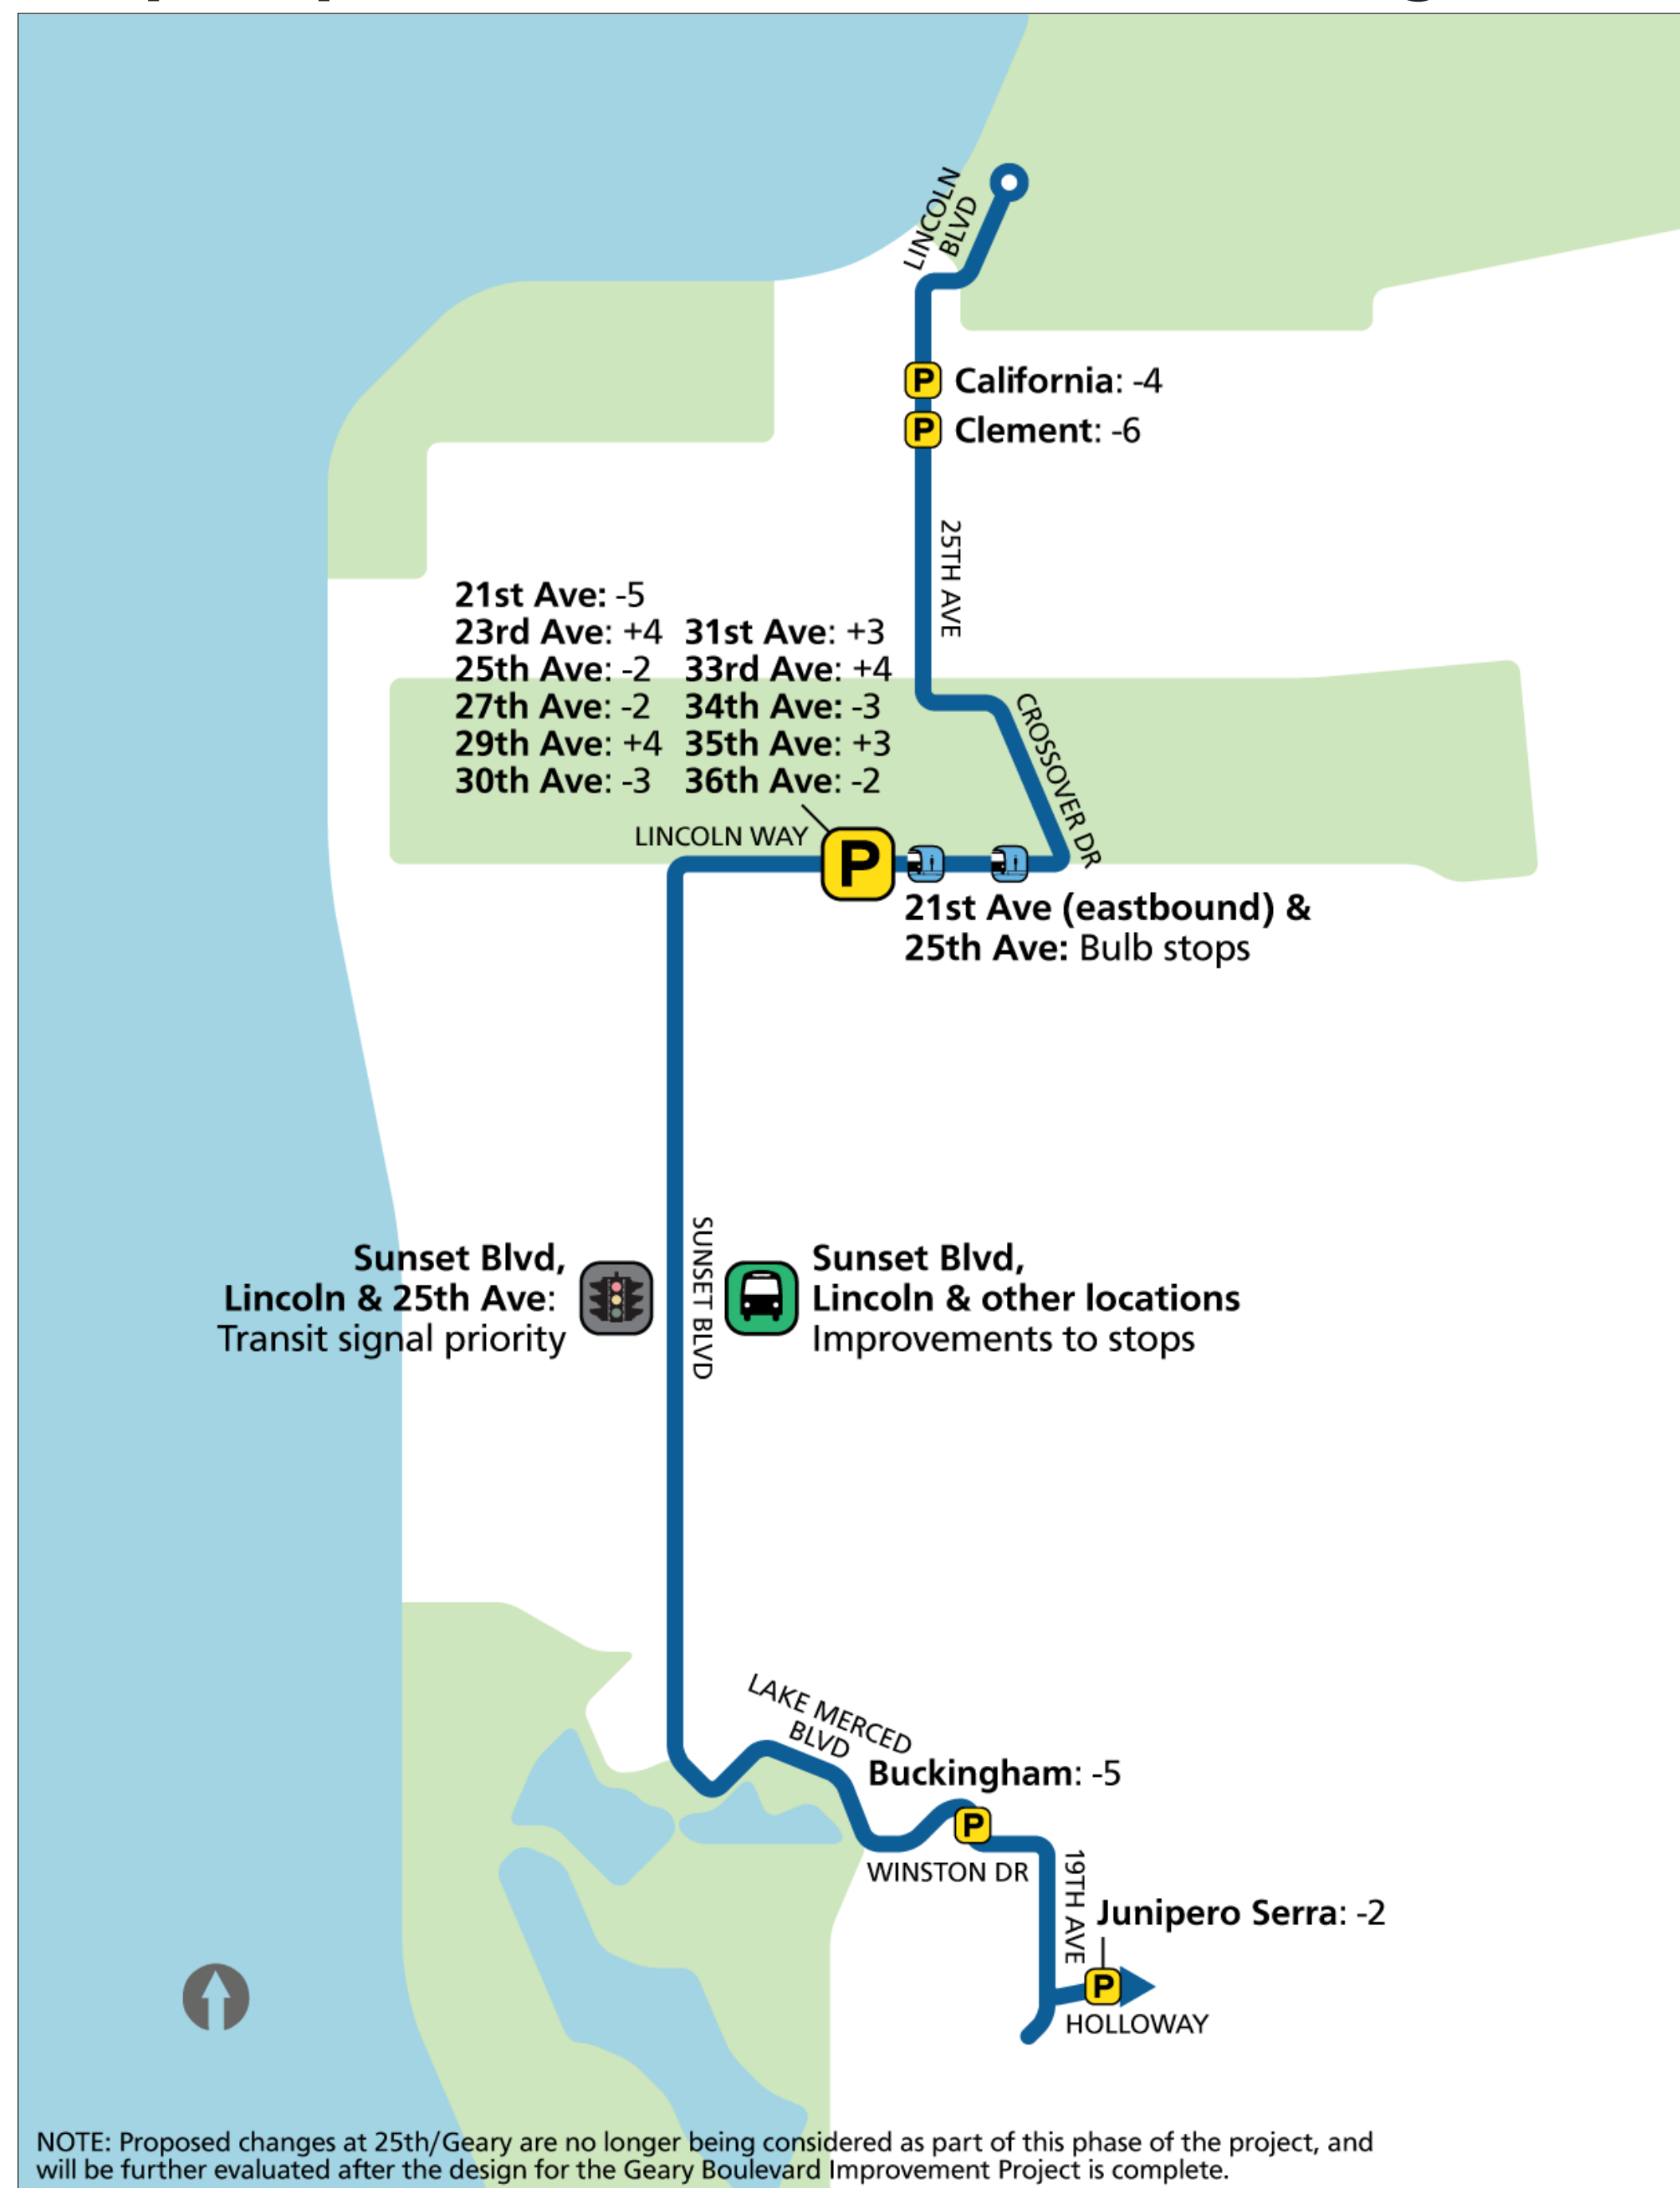 LINCOLN
BLVD
P California: -4
P Clement: -6
25TH AVE
21st Ave: -5
23rd Ave: +4 31st Ave: +3
25th Ave: -2 33rd Ave: +4
27th Ave: -2 34th Ave: -3
29th Ave: +4 35th Ave: +3
30th Ave: -3 36th Ave: -2
CROSSOVER DR
LINCOLN WAY
P
21st Ave (eastbound) &
25th Ave: Bulb stops
Sunset Blvd,
Lincoln & 25th Ave:
Transit signal priority
SUNSET BLVD
Sunset Blvd,
Lincoln & other locations
Improvements to stops
LAKE MERCED
BLVD
Buckingham: -5
P
WINSTON DR
19TH AVE
Junipero Serra: -2
P
HOLLOWAY
NOTE: Proposed changes at 25th/Geary are no longer being considered as part of this phase of the project, and
will be further evaluated after the design for the Geary Boulevard Improvement Project is complete.